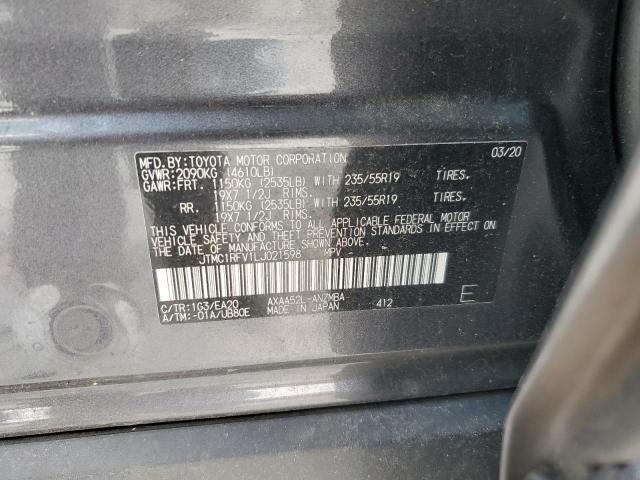 MFD.BY:TOYOTA MOTOR CORPORATION 03/20
GVWR:2090KG (4610LB)
GAWR:FRT. 1150KG (2535LB) WITH 235/55R19 TIRES.
19X7 1/2J RIMS.
RR. 1150KG (2535LB) WITH 235/55R19 TIRES.
19X7 1/2J RIMS.
THIS VEHICLE CONFORMS TO ALL APPLICABLE FEDERAL MOTOR
VEHICLE SAFETY AND THEFT PREVENTION STANDARDS IN EFFECT
ON THE DATE OF MANUFACTURE SHOWN ABOVE.
JTMC1RFV1LJ021598 MPV
C/TR:1G3/EA20 AXAA52L-ANZMBA 412 E
A/TM:-01A/UB80E MADE IN JAPAN